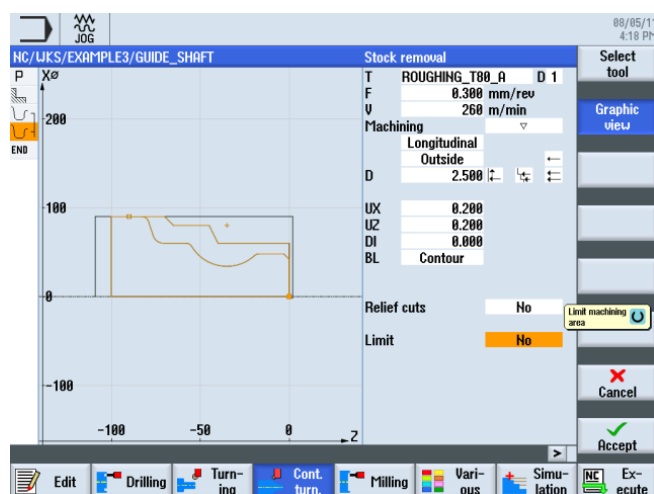 JOG
08/05/1
4:18 PM
NC/WKS/EXAMPLE3/GUIDE_SHAFT
Stock removal
Select
tool
P
XØ
T ROUGHING_T80_A D 1
F 0.300 mm/rev
V 260 m/min
Machining ▽
Graphic
view
END
200
Longitudinal
Outside ←
D 2.500
100
UX 0.200
UZ 0.200
DI 0.000
BL Contour
0
Relief cuts No
Limit machining
area
Limit No
-100
Cancel
-100 -50 0 Z
Accept
>
Edit
Drilling
Turn-
ing
Cont.
turn.
Milling
Vari-
ous
Simu-
lation
NC Ex-
ecute